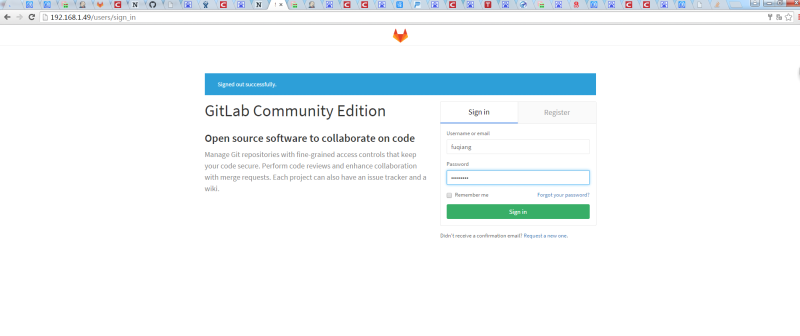 192.168.1.49/users/sign_in
Signed out successfully.
GitLab Community Edition
Open source software to collaborate on code
Manage Git repositories with fine-grained access controls that keep
your code secure. Perform code reviews and enhance collaboration
with merge requests. Each project can also have an issue tracker and a
wiki.
Sign in
Register
Username or email
fuqiang
Password
•••••••••
Remember me
Forgot your password?
Sign in
Didn't receive a confirmation email? Request a new one.